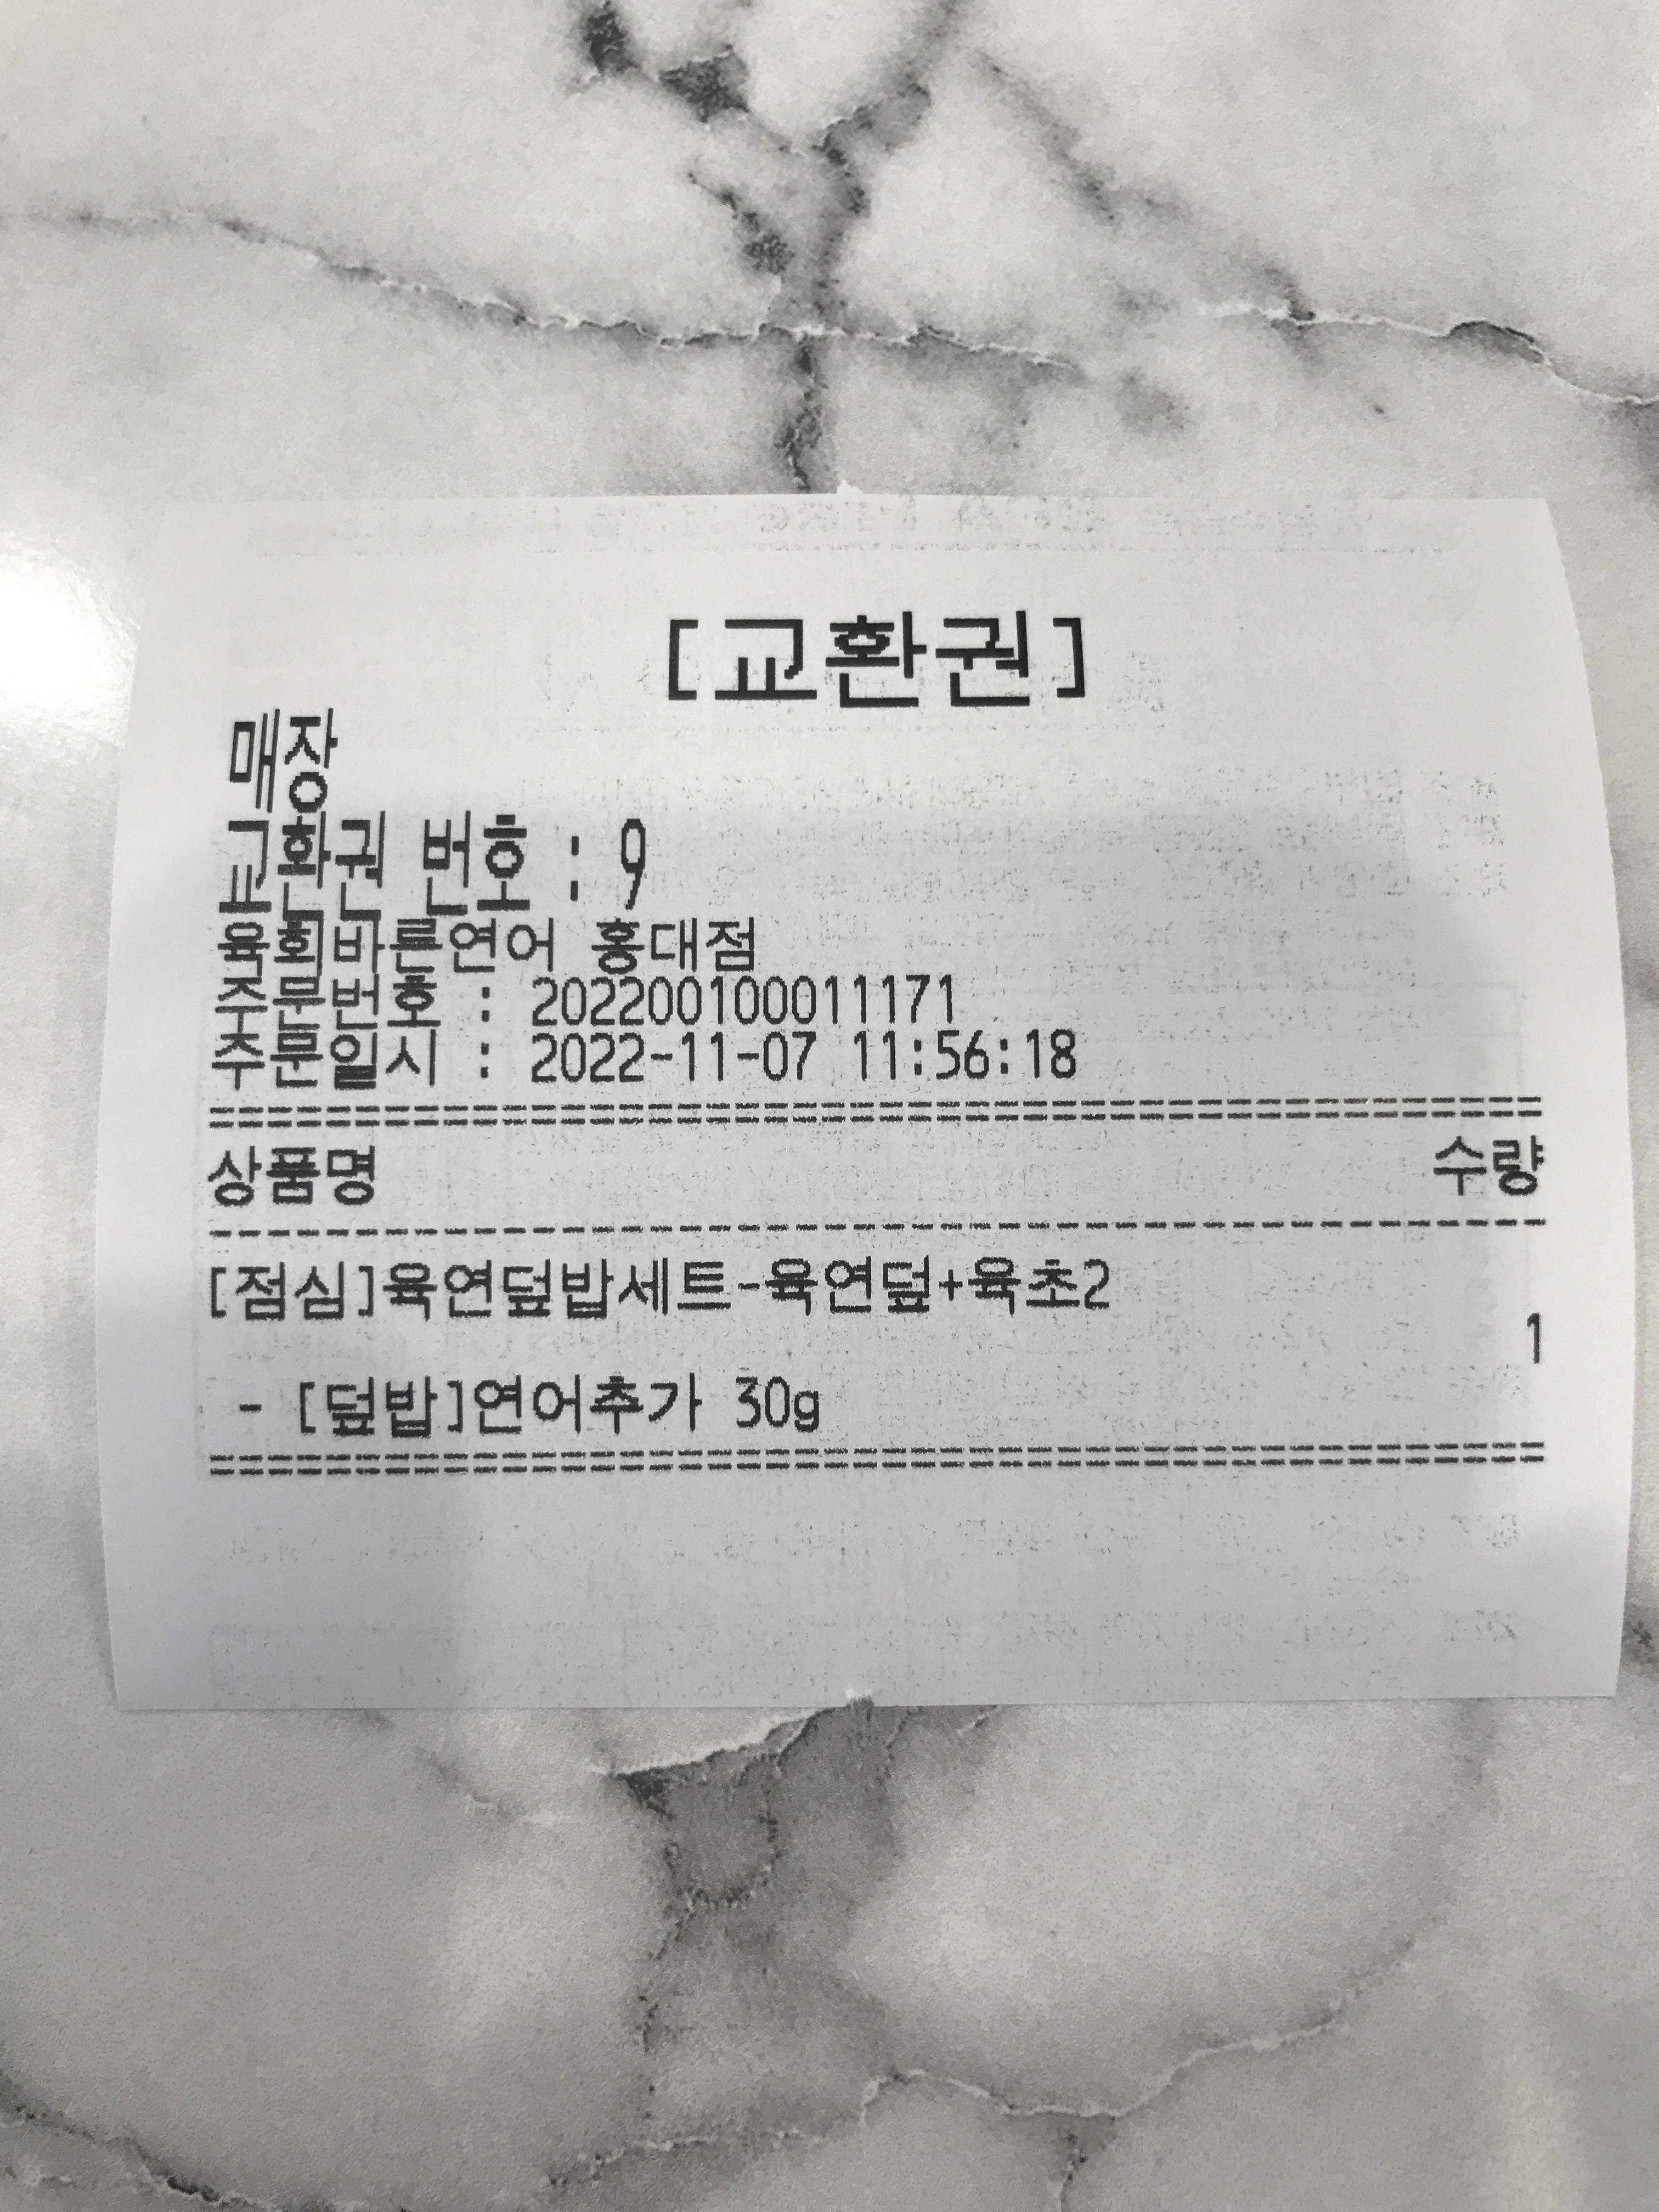 [교환권]
매장
교환권 번호 : 9
육회바른연어 홍대점
주문번호 : 202200100011171
주문일시 : 2022-11-07 11:56:18
==============================================
상품명 수량
----------------------------------------------
[점심]육연덮밥세트-육연덮+육초2
1
- [덮밥]연어추가 30g
==============================================